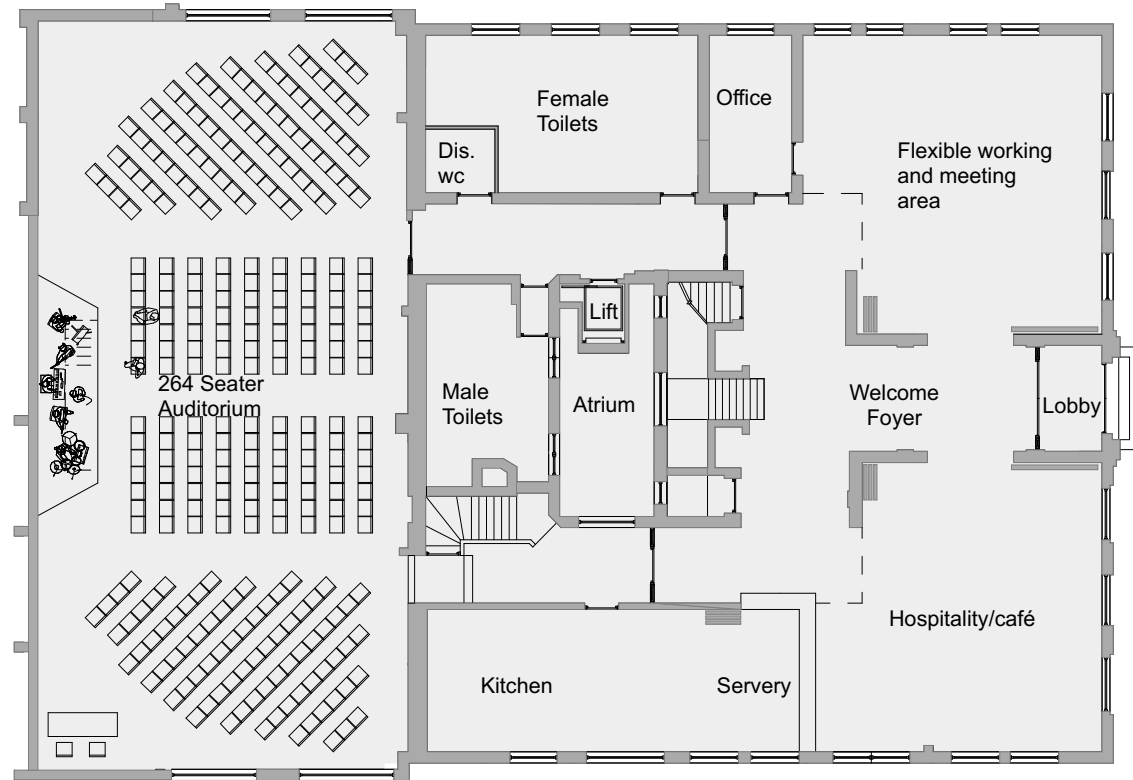 Female
Toilets
Office
Dis.
wc
Flexible working
and meeting
area
Lift
264 Seater
Auditorium
Male
Toilets
Atrium
Welcome
Foyer
Lobby
Hospitality/café
Kitchen
Servery